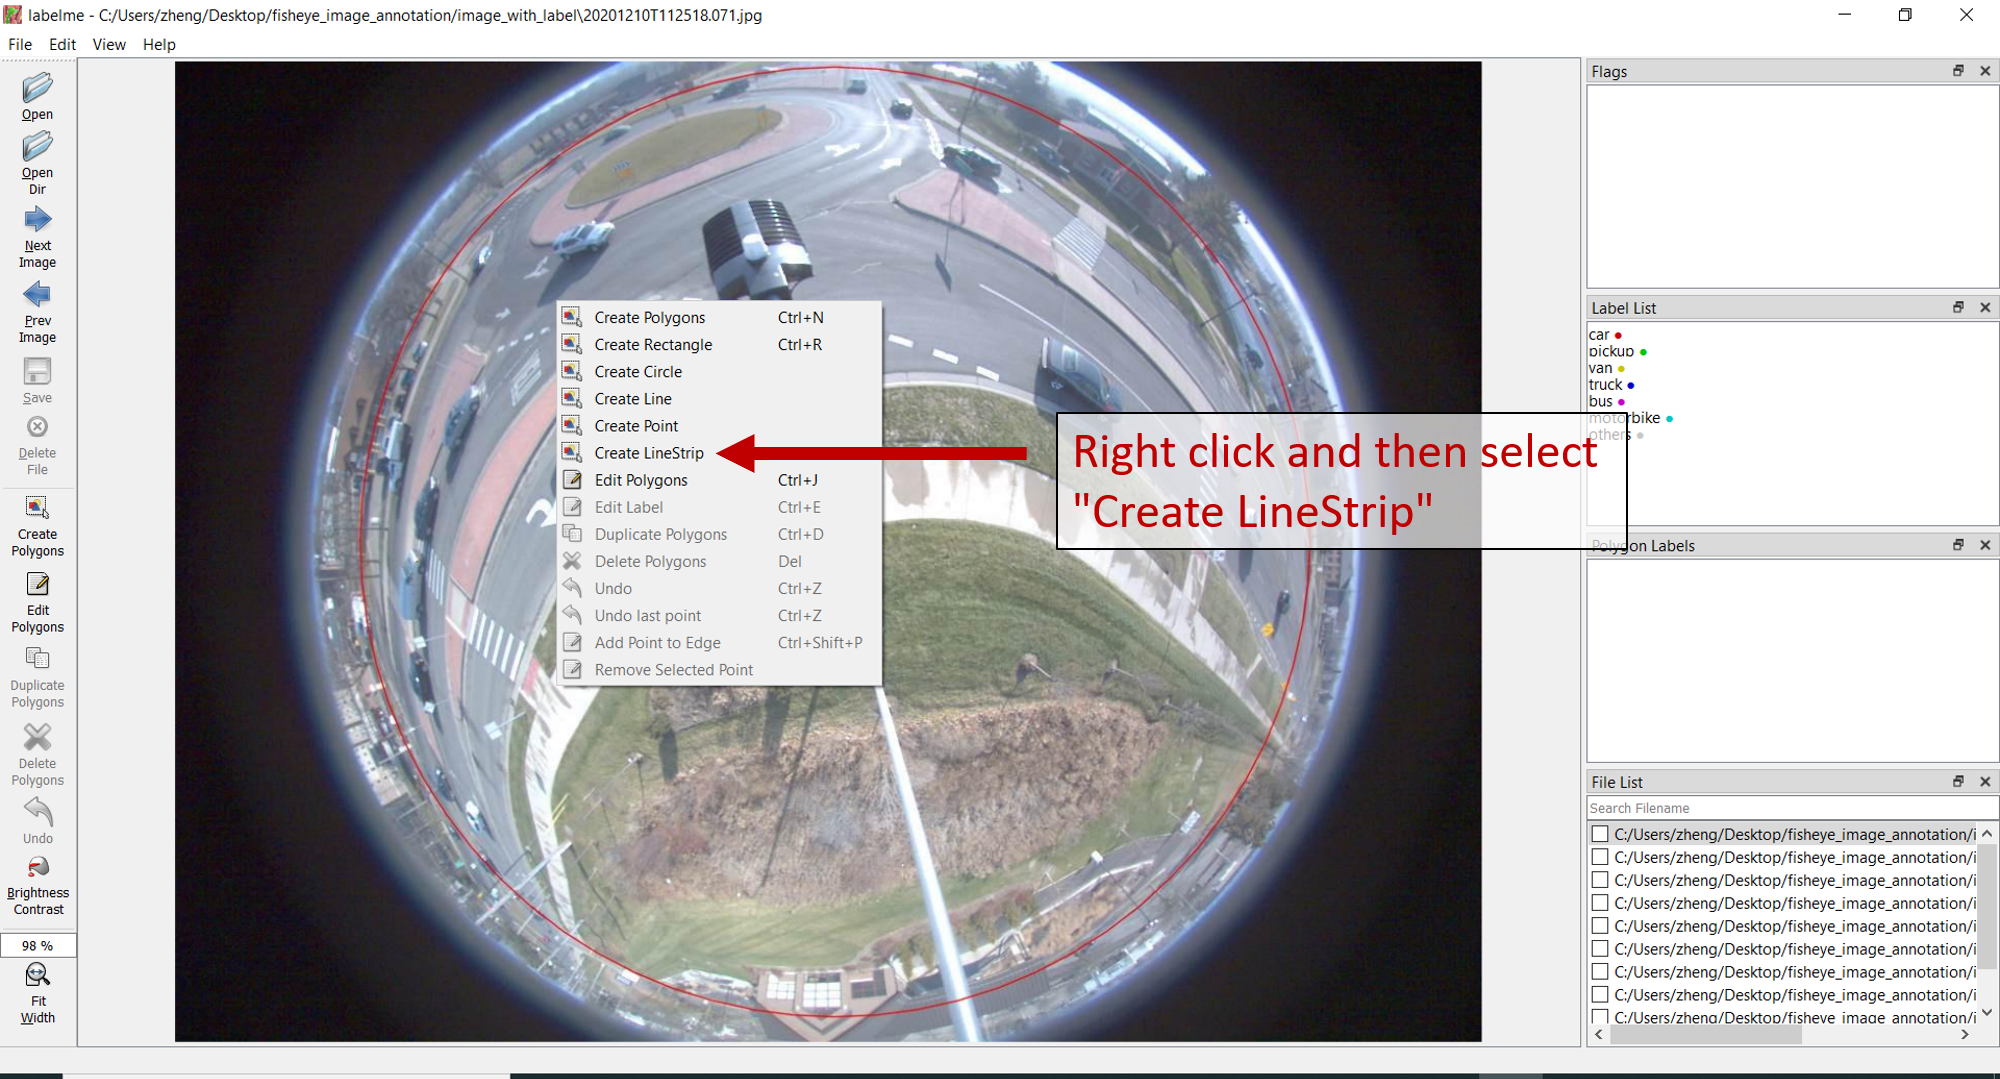 labelme - C:/Users/zheng/Desktop/fisheye_image_annotation/image_with_label\20201210T112518.071.jpg
File Edit View Help
Open
Open
Dir
Next
Image
Prev
Image
Save
Delete
File
Create
Polygons
Edit
Polygons
Duplicate
Polygons
Delete
Polygons
Undo
Brightness
Contrast
98 %
Fit
Width
Create Polygons Ctrl+N
Create Rectangle Ctrl+R
Create Circle
Create Line
Create Point
Create LineStrip
Edit Polygons Ctrl+J
Edit Label Ctrl+E
Duplicate Polygons Ctrl+D
Delete Polygons Del
Undo Ctrl+Z
Undo last point Ctrl+Z
Add Point to Edge Ctrl+Shift+P
Remove Selected Point
Right click and then select
"Create LineStrip"
Flags
Label List
car
pickup
van
truck
bus
motorbike
others
Polygon Labels
File List
Search Filename
C:/Users/zheng/Desktop/fisheye_image_annotation/i
C:/Users/zheng/Desktop/fisheye_image_annotation/i
C:/Users/zheng/Desktop/fisheye_image_annotation/i
C:/Users/zheng/Desktop/fisheye_image_annotation/i
C:/Users/zheng/Desktop/fisheye_image_annotation/i
C:/Users/zheng/Desktop/fisheye_image_annotation/i
C:/Users/zheng/Desktop/fisheye_image_annotation/i
C:/Users/zheng/Desktop/fisheye_image_annotation/i
C:/Users/zheng/Desktop/fisheye_image_annotation/i